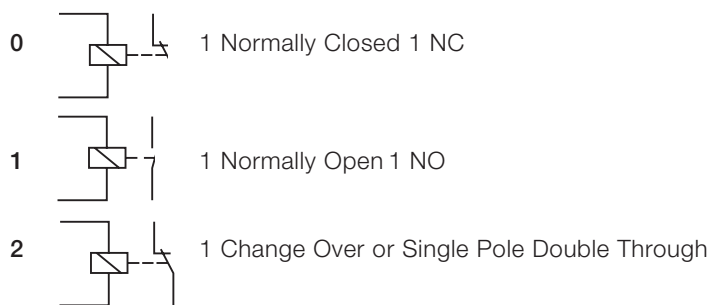 0 1 Normally Closed 1 NC
1 1 Normally Open 1 NO
2 1 Change Over or Single Pole Double Through